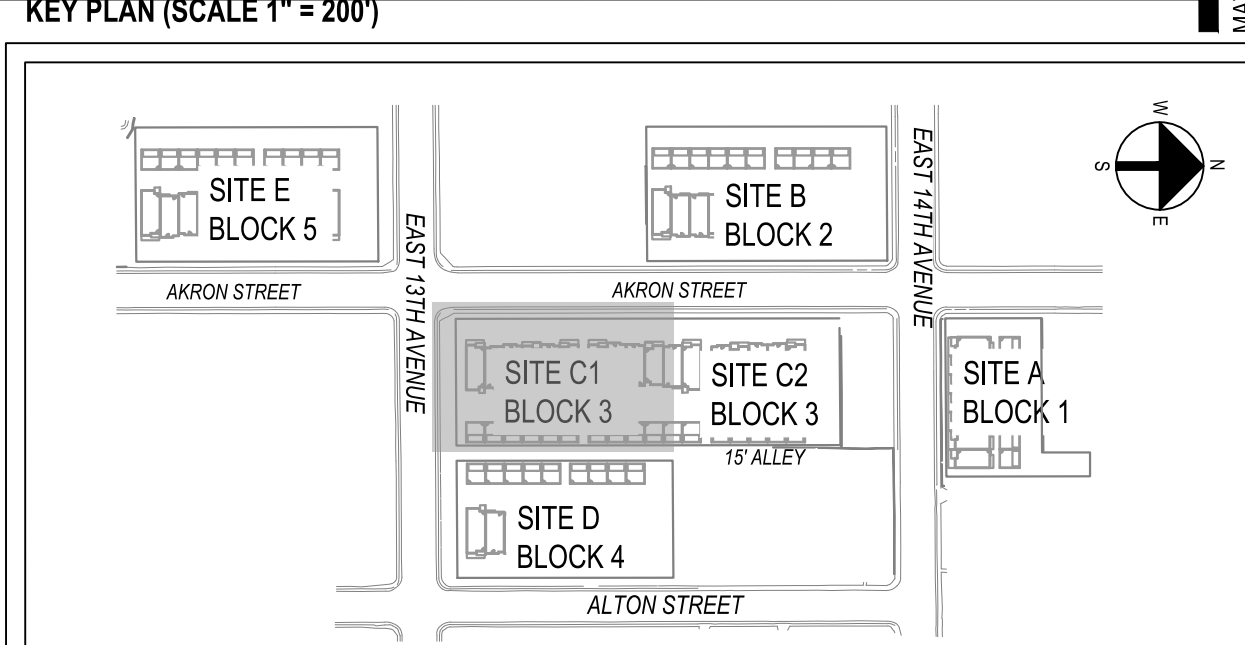 KEY PLAN (SCALE 1" = 200')
W
N
S
E
SITE E
BLOCK 5
SITE B
BLOCK 2
EAST 13TH AVENUE
EAST 14TH AVENUE
AKRON STREET
AKRON STREET
SITE C1
BLOCK 3
SITE C2
BLOCK 3
SITE A
BLOCK 1
15' ALLEY
SITE D
BLOCK 4
ALTON STREET